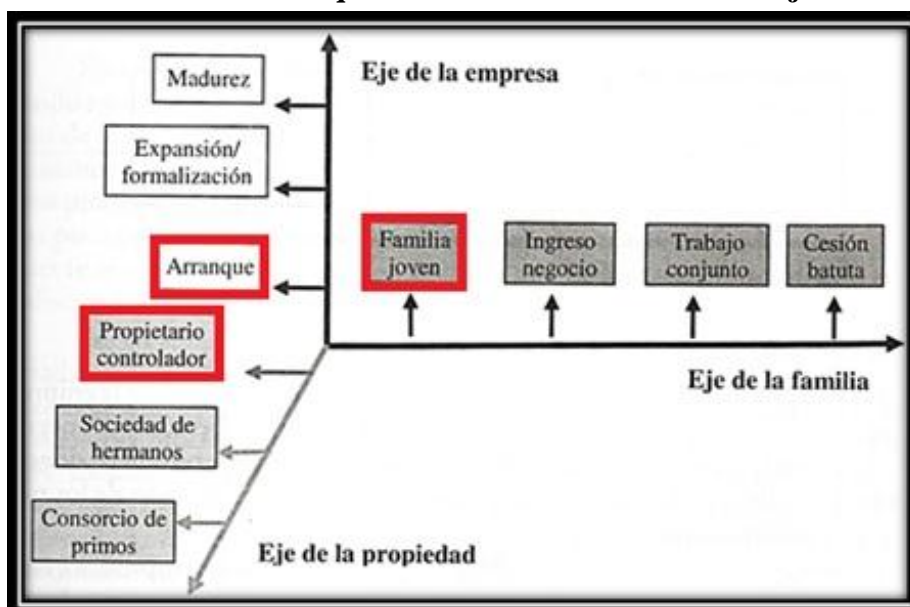 Madurez
Eje de la empresa
Expansión/
formalización
Arranque
Familia
joven
Ingreso
negocio
Trabajo
conjunto
Cesión
batuta
Propietario
controlador
Eje de la familia
Sociedad de
hermanos
Consorcio de
primos
Eje de la propiedad